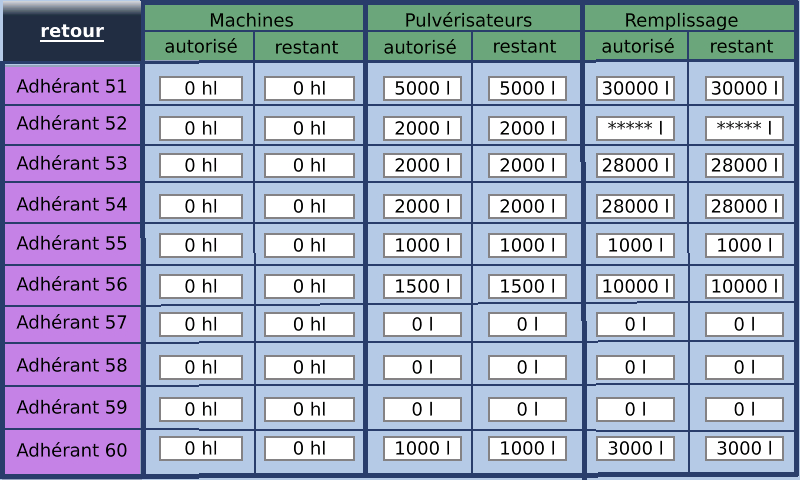 retour Machines Pulvérisateurs Remplissage
autorisé restant autorisé restant autorisé restant
Adhérant 51 0 hl 0 hl 5000 l 5000 l 30000 l 30000 l
Adhérant 52 0 hl 0 hl 2000 l 2000 l ***** l ***** l
Adhérant 53 0 hl 0 hl 2000 l 2000 l 28000 l 28000 l
Adhérant 54 0 hl 0 hl 2000 l 2000 l 28000 l 28000 l
Adhérant 55 0 hl 0 hl 1000 l 1000 l 1000 l 1000 l
Adhérant 56 0 hl 0 hl 1500 l 1500 l 10000 l 10000 l
Adhérant 57 0 hl 0 hl 0 l 0 l 0 l 0 l
Adhérant 58 0 hl 0 hl 0 l 0 l 0 l 0 l
Adhérant 59 0 hl 0 hl 0 l 0 l 0 l 0 l
Adhérant 60 0 hl 0 hl 1000 l 1000 l 3000 l 3000 l